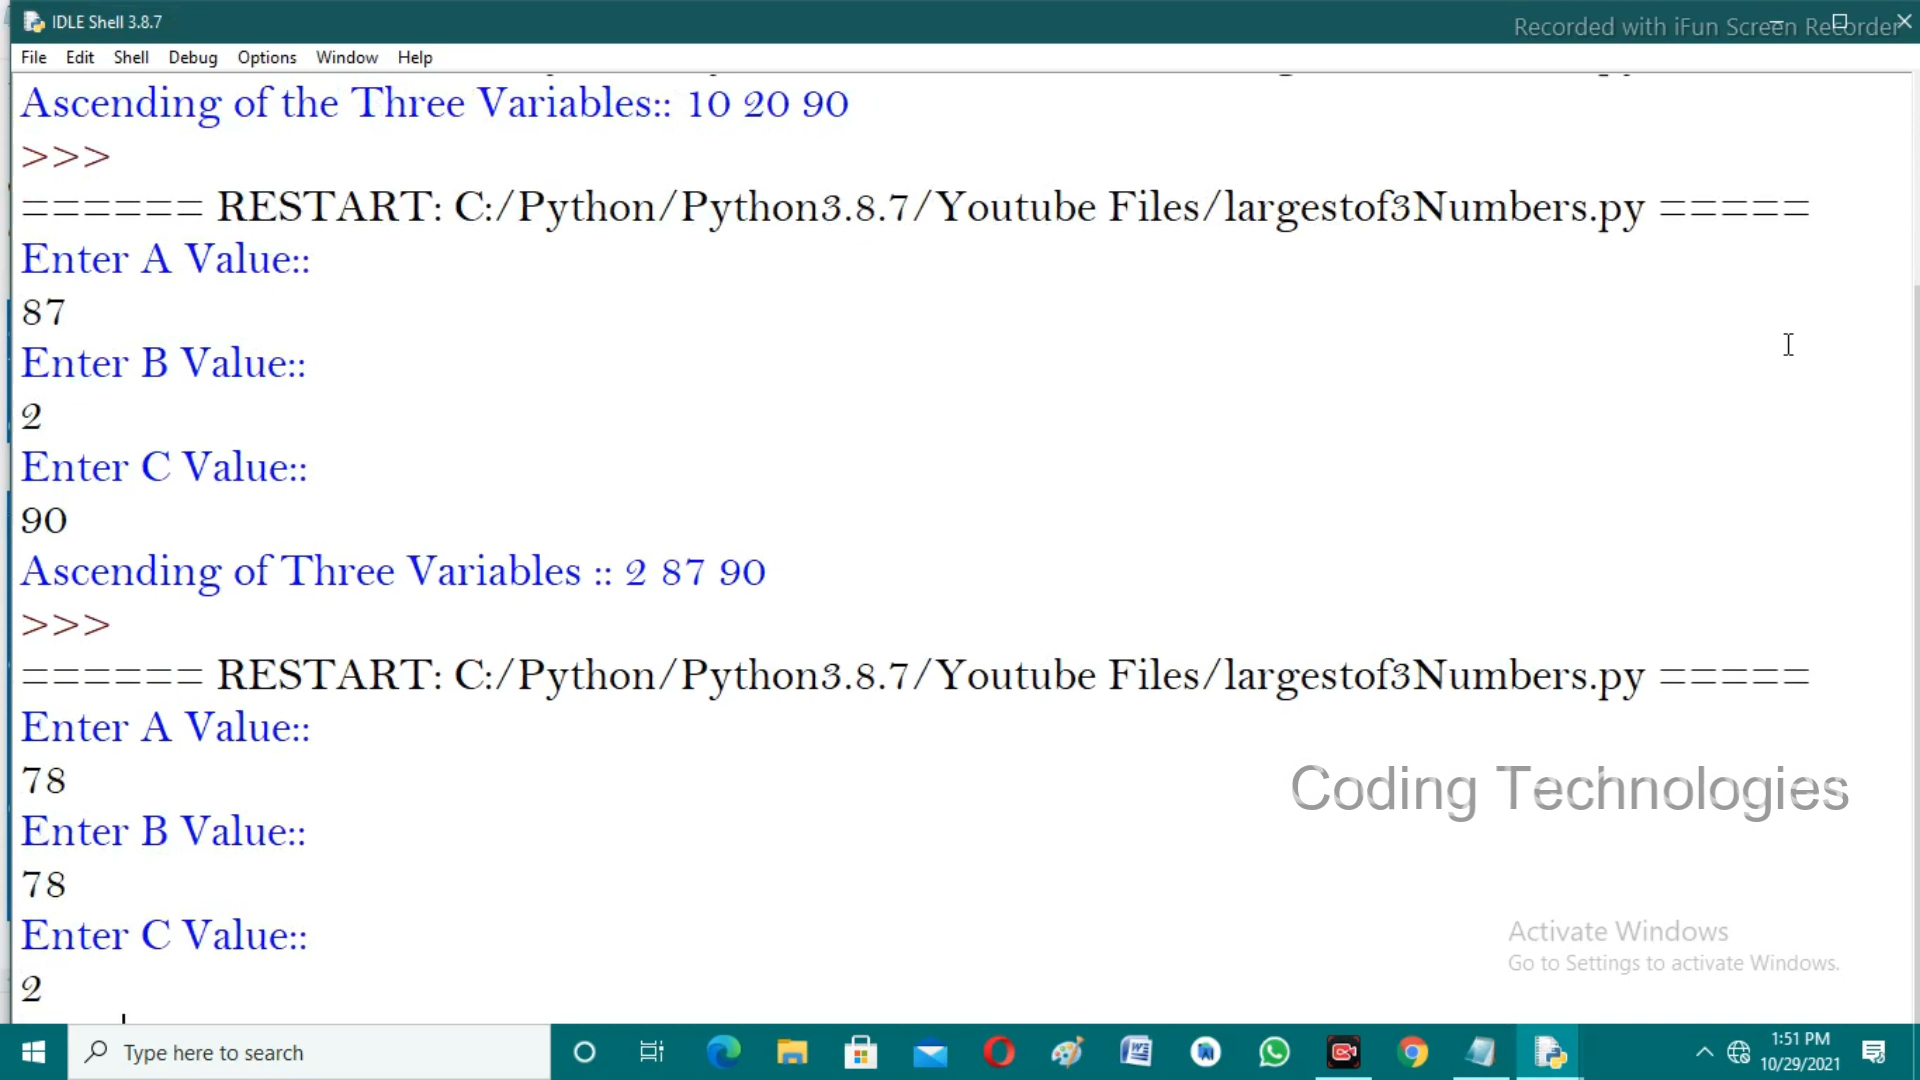 IDLE Shell 3.8.7
Recorded with iFun Screen Recorder
File Edit Shell Debug Options Window Help
Ascending of the Three Variables:: 10 20 90
>>>
====== RESTART: C:/Python/Python3.8.7/Youtube Files/largestof3Numbers.py =====
Enter A Value::
87
Enter B Value::
2
Enter C Value::
90
Ascending of Three Variables :: 2 87 90
>>>
====== RESTART: C:/Python/Python3.8.7/Youtube Files/largestof3Numbers.py =====
Enter A Value::
78
Enter B Value::
78
Enter C Value::
2
Coding Technologies
Activate Windows
Go to Settings to activate Windows.
Type here to search
1:51 PM
10/29/2021